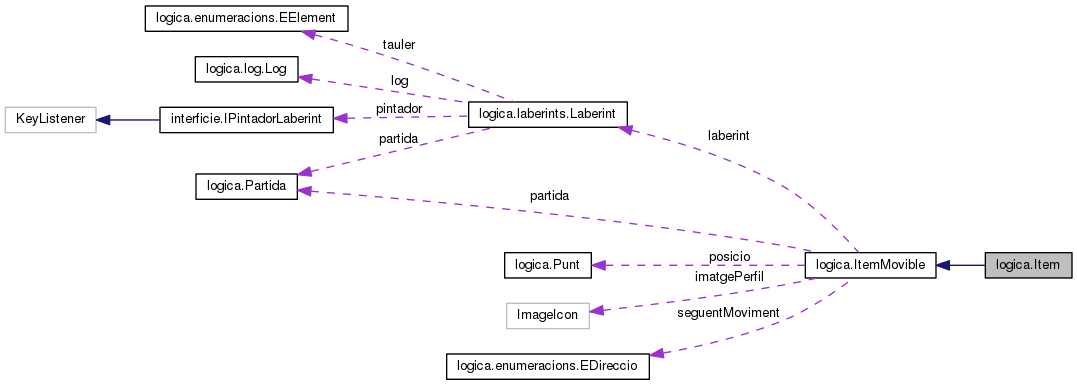 logica.enumeracions.EElement
tauler
logica.log.Log
log
KeyListener
interficie.IPintadorLaberint
pintador
logica.laberints.Laberint
partida
laberint
logica.Partida
partida
logica.Punt
posicio
logica.ItemMovible
logica.Item
imatgePerfil
ImageIcon
seguentMoviment
logica.enumeracions.EDireccio